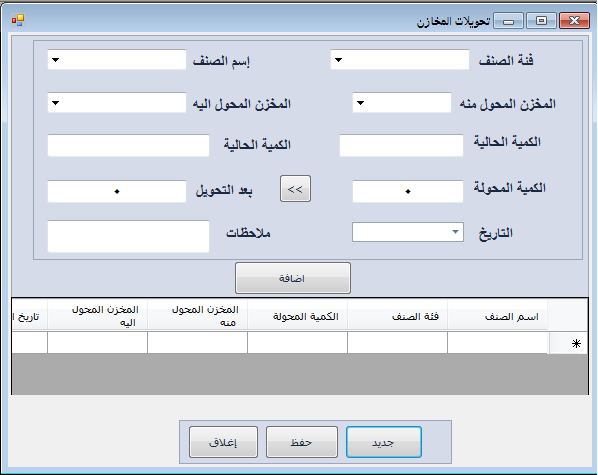 تحويلات المخازن
فئة الصنف
إسم الصنف
المخزن المحول منه
المخزن المحول اليه
الكمية الحالية
الكمية الحالية
الكمية المحولة
>>
بعد التحويل
التاريخ
ملاحظات
اضافة
اسم الصنف
فئة الصنف
الكمية المحولة
المخزن المحول
منه
المخزن المحول
اليه
تاريخ ا
جديد
حفظ
إغلاق